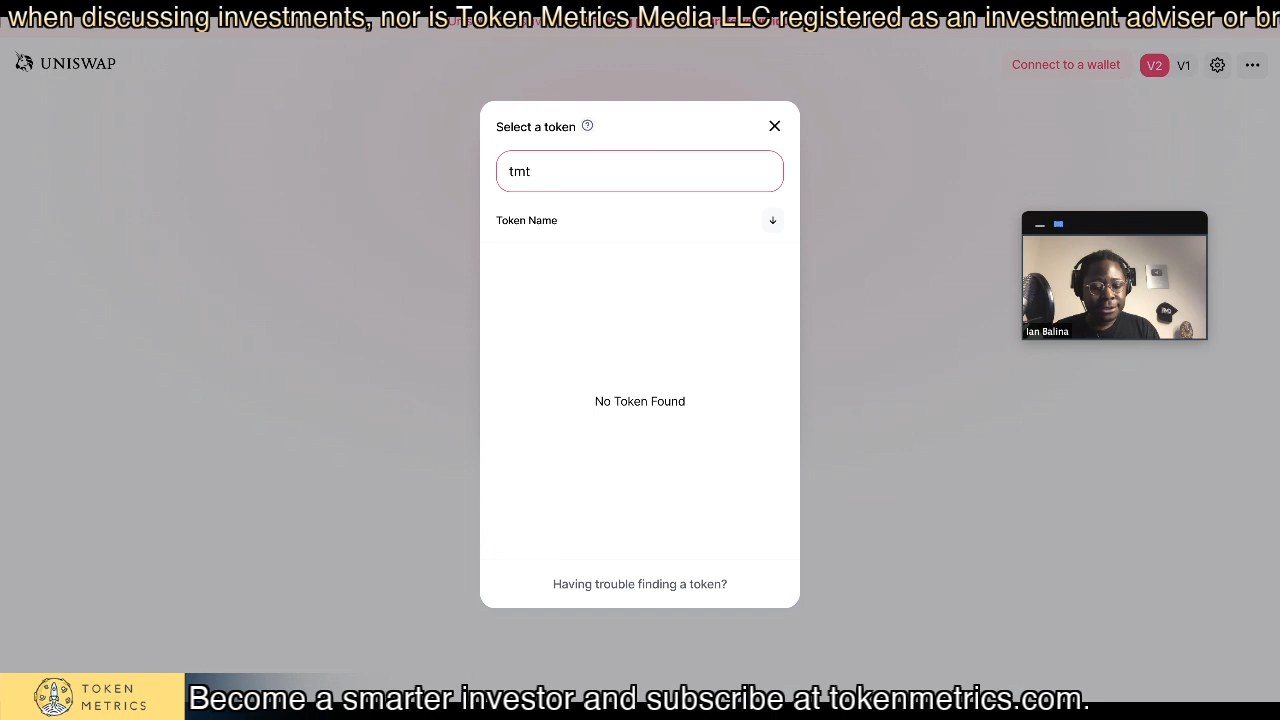 when discussing investments, nor is Token Metrics Media LLC registered as an investment adviser or br
UNISWAP
Connect to a wallet
V2
V1
Select a token
tmt
Token Name
No Token Found
Ian Balina
Having trouble finding a token?
TOKEN
METRICS
Become a smarter investor and subscribe at tokenmetrics.com.